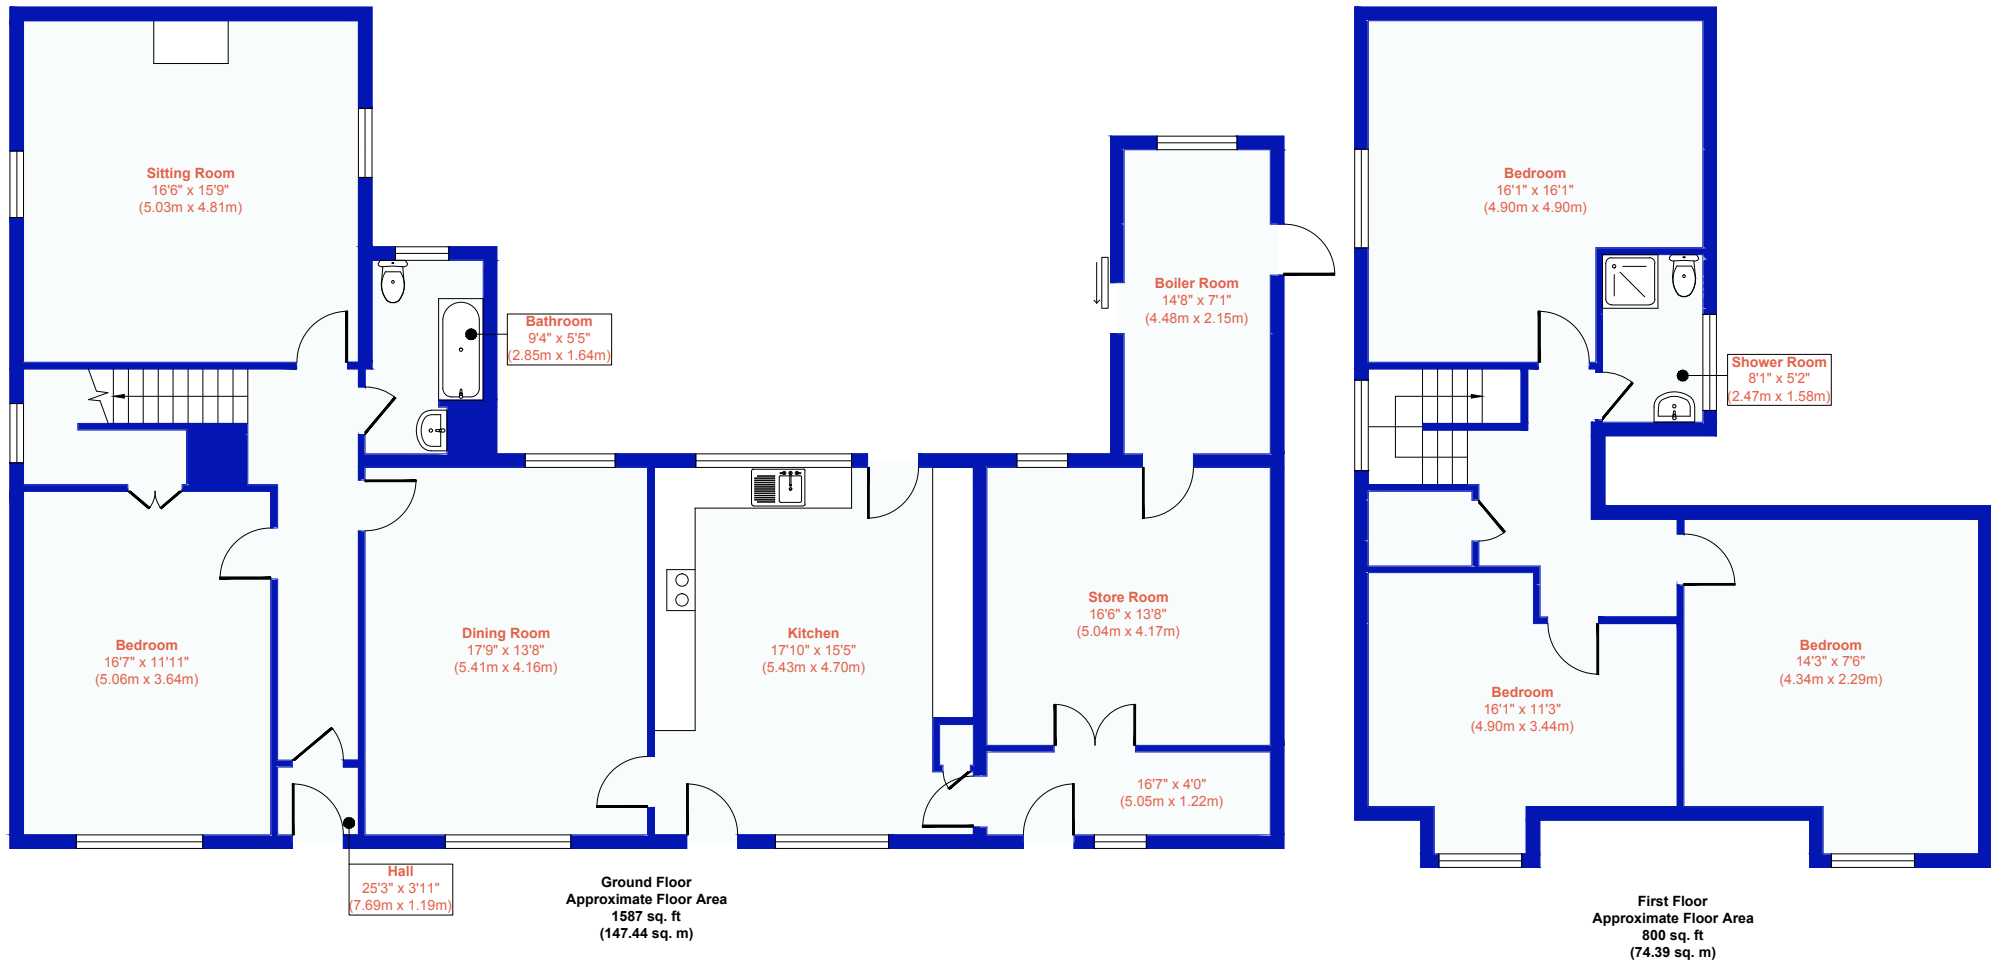 Sitting Room
16'6" x 15'9"
(5.03m x 4.81m)
Bathroom
9'4" x 5'5"
(2.85m x 1.64m)
Boiler Room
14'8" x 7'1"
(4.48m x 2.15m)
Bedroom
16'7" x 11'11"
(5.06m x 3.64m)
Dining Room
17'9" x 13'8"
(5.41m x 4.16m)
Kitchen
17'10" x 15'5"
(5.43m x 4.70m)
Store Room
16'6" x 13'8"
(5.04m x 4.17m)
16'7" x 4'0"
(5.05m x 1.22m)
Hall
25'3" x 3'11"
(7.69m x 1.19m)
Ground Floor
Approximate Floor Area
1587 sq. ft
(147.44 sq. m)
Bedroom
16'1" x 16'1"
(4.90m x 4.90m)
Shower Room
8'1" x 5'2"
(2.47m x 1.58m)
Bedroom
16'1" x 11'3"
(4.90m x 3.44m)
Bedroom
14'3" x 7'6"
(4.34m x 2.29m)
First Floor
Approximate Floor Area
800 sq. ft
(74.39 sq. m)